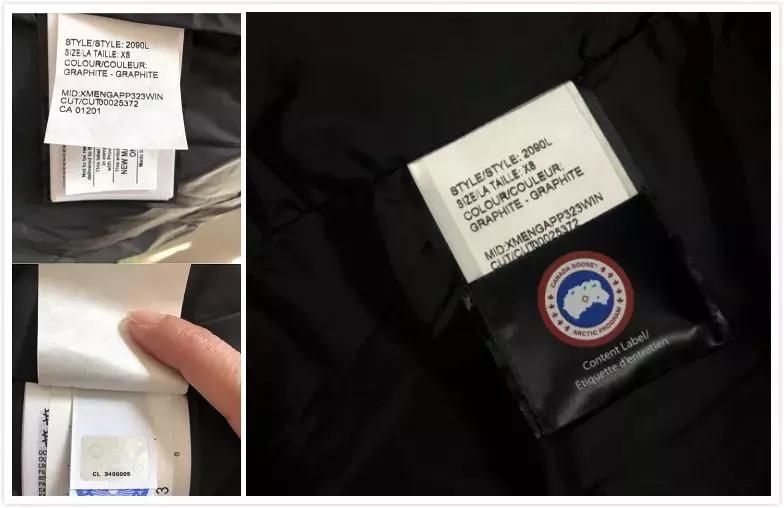 STYLE/STYLE: 2090L
SIZE/LA TAILLE: XS
COLOUR/COULEUR:
GRAPHITE - GRAPHITE
MID:XMENGAPP323WIN
CUT/CUT00025372
CA 01201
NEW M
CL 3400005
STYLE/STYLE: 2090L
SIZE/LA TAILLE: XS
COLOUR/COULEUR:
GRAPHITE - GRAPHITE
MID:XMENGAPP323WIN
CUT/CUT00025372
CANADA GOOSE
ARCTIC PROGRAM
Content Label/
Étiquette d'entretien